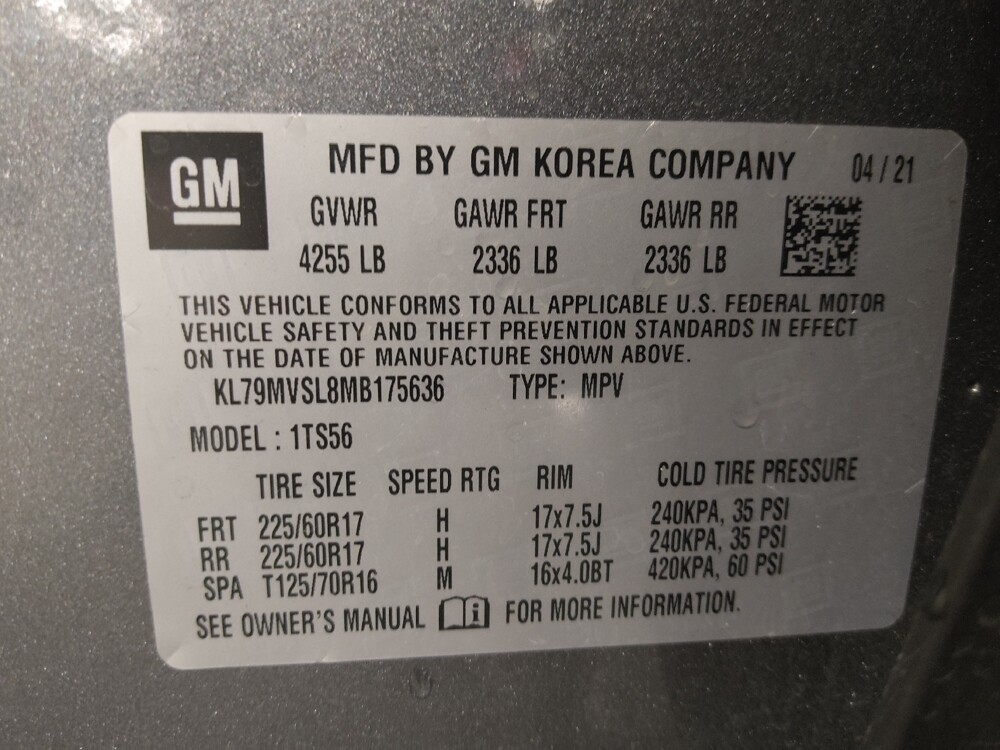 GM
MFD BY GM KOREA COMPANY 04 / 21
GVWR GAWR FRT GAWR RR
4255 LB 2336 LB 2336 LB
THIS VEHICLE CONFORMS TO ALL APPLICABLE U.S. FEDERAL MOTOR
VEHICLE SAFETY AND THEFT PREVENTION STANDARDS IN EFFECT
ON THE DATE OF MANUFACTURE SHOWN ABOVE.
KL79MVSL8MB175636 TYPE: MPV
MODEL : 1TS56
TIRE SIZE SPEED RTG RIM COLD TIRE PRESSURE
FRT 225/60R17 H 17x7.5J 240KPA, 35 PSI
RR 225/60R17 H 17x7.5J 240KPA, 35 PSI
SPA T125/70R16 M 16x4.0BT 420KPA, 60 PSI
SEE OWNER'S MANUAL i FOR MORE INFORMATION.